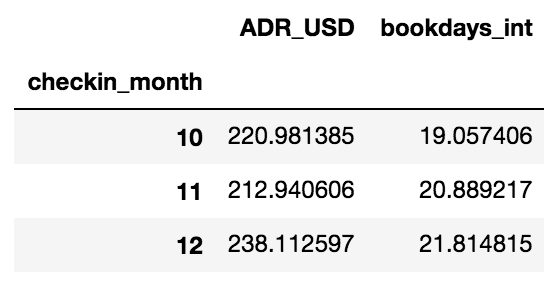 ADR_USD bookdays_int
checkin_month
10 220.981385 19.057406
11 212.940606 20.889217
12 238.112597 21.814815